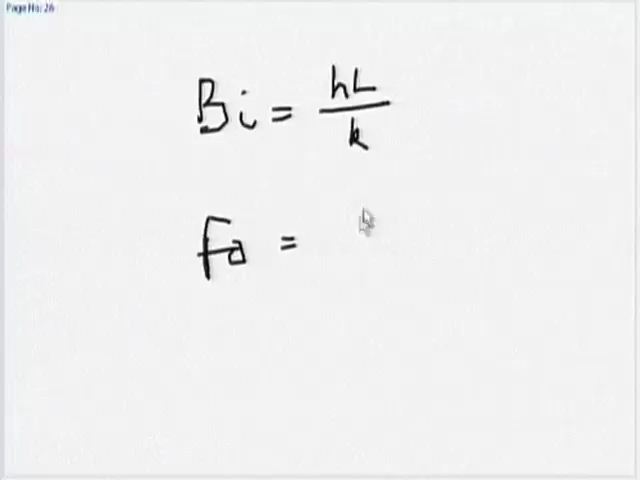 Page No: 26
Bi = hL/k
Fo =